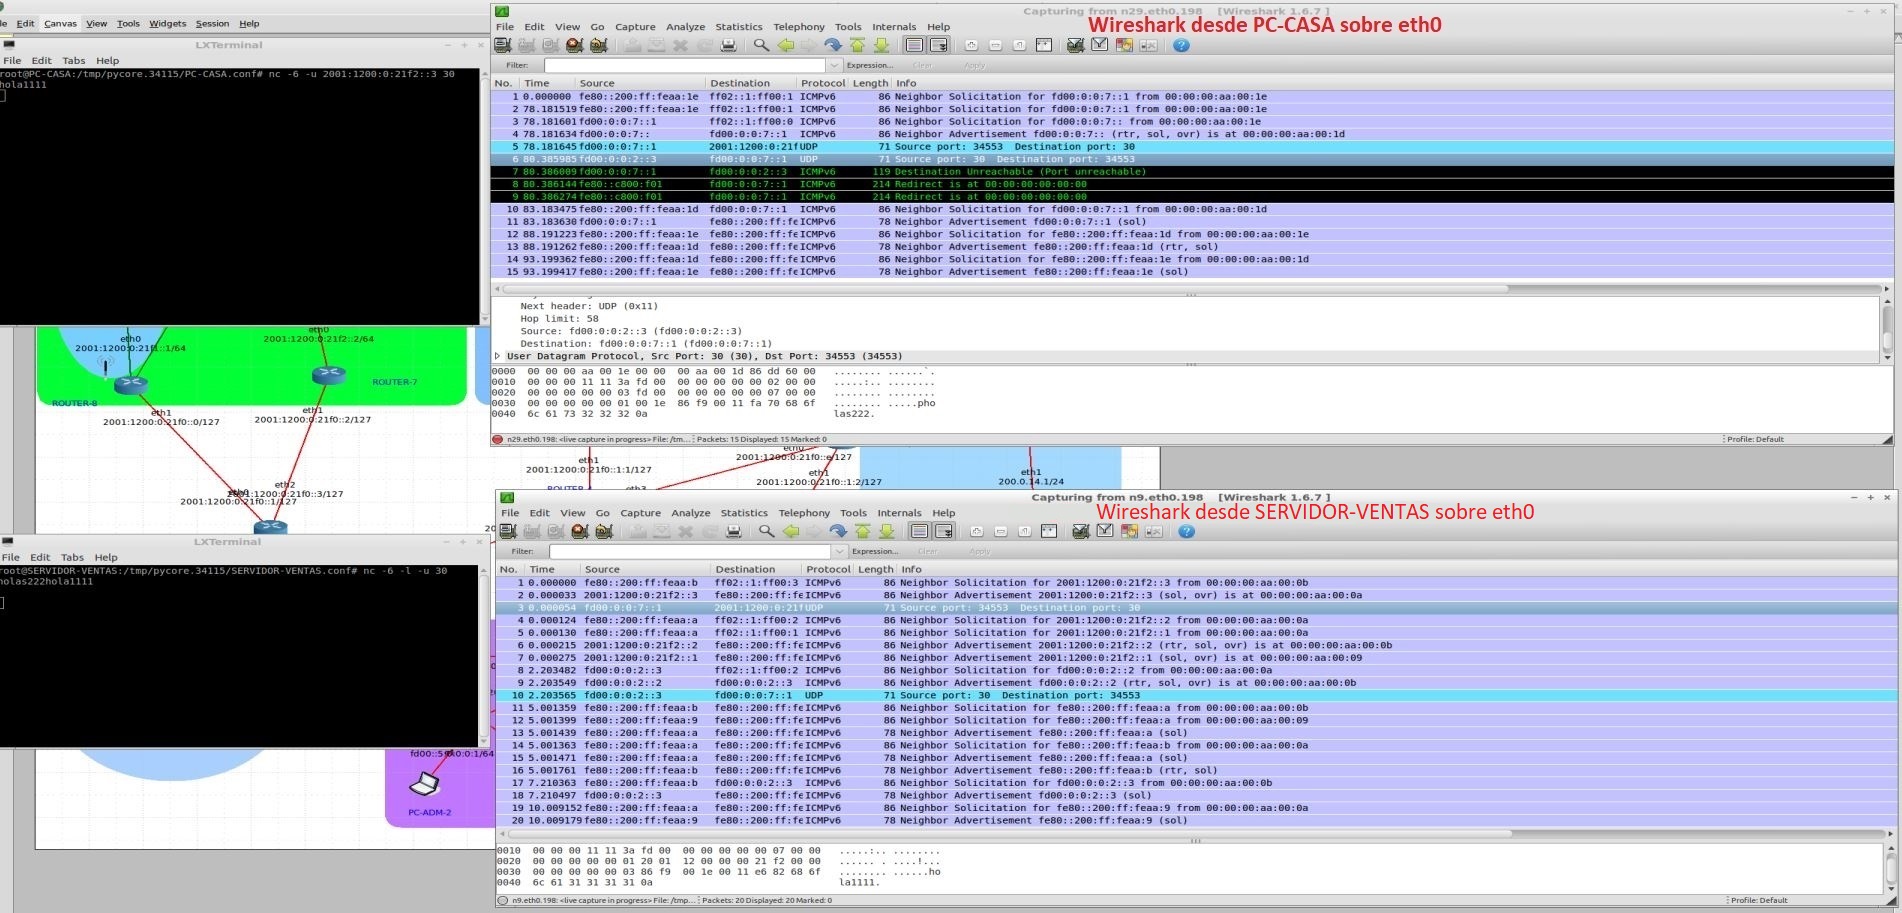 Edit Canvas View Tools Widgets Session Help
LXTerminal
File Edit Tabs Help
root@PC-CASA:/tmp/pycore.34115/PC-CASA.conf# nc -6 -u 2001:1200:0:21f2::3 30
hola1111
Capturing from n29.eth0.198 [Wireshark 1.6.7 ]
Wireshark desde PC-CASA sobre eth0
File Edit View Go Capture Analyze Statistics Telephony Tools Internals Help
Filter: Expression... Clear Apply
No. Time Source Destination Protocol Length Info
1 0.000000 fe80::200:ff:feaa:1e ff02::1:ff00:1 ICMPv6 86 Neighbor Solicitation for fd00:0:0:7::1 from 00:00:00:aa:00:1e
2 78.181519 fe80::200:ff:feaa:1e ff02::1:ff00:1 ICMPv6 86 Neighbor Solicitation for fd00:0:0:7::1 from 00:00:00:aa:00:1e
3 78.181601 fd00:0:0:7::1 ff02::1:ff00:0 ICMPv6 86 Neighbor Solicitation for fd00:0:0:7:: from 00:00:00:aa:00:1e
4 78.181634 fd00:0:0:7:: fd00:0:0:7::1 ICMPv6 86 Neighbor Advertisement fd00:0:0:7:: (rtr, sol, ovr) is at 00:00:00:aa:00:1d
5 78.181645 fd00:0:0:7::1 2001:1200:0:21f UDP 71 Source port: 34553 Destination port: 30
6 80.385985 fd00:0:0:2::3 fd00:0:0:7::1 UDP 71 Source port: 30 Destination port: 34553
7 80.386009 fd00:0:0:7::1 fd00:0:0:2::3 ICMPv6 119 Destination Unreachable (Port unreachable)
8 80.386144 fe80::c800:f01 fd00:0:0:7::1 ICMPv6 214 Redirect is at 00:00:00:00:00:00
9 80.386274 fe80::c800:f01 fd00:0:0:7::1 ICMPv6 214 Redirect is at 00:00:00:00:00:00
10 83.183475 fe80::200:ff:feaa:1d fd00:0:0:7::1 ICMPv6 86 Neighbor Solicitation for fd00:0:0:7::1 from 00:00:00:aa:00:1d
11 83.183630 fd00:0:0:7::1 fe80::200:ff:fe ICMPv6 78 Neighbor Advertisement fd00:0:0:7::1 (sol)
12 88.191223 fe80::200:ff:feaa:1e fe80::200:ff:fe ICMPv6 86 Neighbor Solicitation for fe80::200:ff:feaa:1d from 00:00:00:aa:00:1e
13 88.191262 fe80::200:ff:feaa:1d fe80::200:ff:fe ICMPv6 78 Neighbor Advertisement fe80::200:ff:feaa:1d (rtr, sol)
14 93.199362 fe80::200:ff:feaa:1d fe80::200:ff:fe ICMPv6 86 Neighbor Solicitation for fe80::200:ff:feaa:1e from 00:00:00:aa:00:1d
15 93.199417 fe80::200:ff:feaa:1e fe80::200:ff:fe ICMPv6 78 Neighbor Advertisement fe80::200:ff:feaa:1e (sol)
Next header: UDP (0x11)
Hop limit: 58
Source: fd00:0:0:2::3 (fd00:0:0:2::3)
Destination: fd00:0:0:7::1 (fd00:0:0:7::1)
User Datagram Protocol, Src Port: 30 (30), Dst Port: 34553 (34553)
0000 00 00 00 aa 00 1e 00 00 00 aa 00 1d 86 dd 60 00 ........ ......`.
0010 00 00 00 11 11 3a fd 00 00 00 00 00 00 02 00 00 .....:.. ........
0020 00 00 00 00 00 03 fd 00 00 00 00 00 00 07 00 00 ........ ........
0030 00 00 00 00 00 01 00 1e 86 f9 00 11 fa 70 68 6f ........ .....pho
0040 6c 61 73 32 32 32 0a las222.
n29.eth0.198: <live capture in progress> File: /tm... Packets: 15 Displayed: 15 Marked: 0 Profile: Default
eth0
2001:1200:0:21f1::1/64
eth0
2001:1200:0:21f2::2/64
ROUTER-8
ROUTER-7
eth1
2001:1200:0:21f0::0/127
eth1
2001:1200:0:21f0::2/127
eth2
2001:1200:0:21f0::3/127
2001:1200:0:21f0::1/127
eth1
2001:1200:0:21f0::1:1/127
eth0
2001:1200:0:21f0::e/127
eth1
2001:1200:0:21f0::1:2/127
eth1
200.0.14.1/24
eth3
LXTerminal
File Edit Tabs Help
root@SERVIDOR-VENTAS:/tmp/pycore.34115/SERVIDOR-VENTAS.conf# nc -6 -l -u 30
holas222hola1111
PC-ADM-2
Capturing from n9.eth0.198 [Wireshark 1.6.7 ]
Wireshark desde SERVIDOR-VENTAS sobre eth0
File Edit View Go Capture Analyze Statistics Telephony Tools Internals Help
Filter: Expression... Clear Apply
No. Time Source Destination Protocol Length Info
1 0.000000 fe80::200:ff:feaa:b ff02::1:ff00:3 ICMPv6 86 Neighbor Solicitation for 2001:1200:0:21f2::3 from 00:00:00:aa:00:0b
2 0.000033 2001:1200:0:21f2::3 fe80::200:ff:fe ICMPv6 86 Neighbor Advertisement 2001:1200:0:21f2::3 (sol, ovr) is at 00:00:00:aa:00:0a
3 0.000054 fd00:0:0:7::1 2001:1200:0:21f UDP 71 Source port: 34553 Destination port: 30
4 0.000124 fe80::200:ff:feaa:a ff02::1:ff00:2 ICMPv6 86 Neighbor Solicitation for 2001:1200:0:21f2::2 from 00:00:00:aa:00:0a
5 0.000130 fe80::200:ff:feaa:a ff02::1:ff00:1 ICMPv6 86 Neighbor Solicitation for 2001:1200:0:21f2::1 from 00:00:00:aa:00:0a
6 0.000215 2001:1200:0:21f2::2 fe80::200:ff:fe ICMPv6 86 Neighbor Advertisement 2001:1200:0:21f2::2 (rtr, sol, ovr) is at 00:00:00:aa:00:0b
7 0.000275 2001:1200:0:21f2::1 fe80::200:ff:fe ICMPv6 86 Neighbor Advertisement 2001:1200:0:21f2::1 (sol, ovr) is at 00:00:00:aa:00:09
8 2.203482 fd00:0:0:2::3 ff02::1:ff00:2 ICMPv6 86 Neighbor Solicitation for fd00:0:0:2::2 from 00:00:00:aa:00:0a
9 2.203549 fd00:0:0:2::2 fd00:0:0:2::3 ICMPv6 86 Neighbor Advertisement fd00:0:0:2::2 (rtr, sol, ovr) is at 00:00:00:aa:00:0b
10 2.203565 fd00:0:0:2::3 fd00:0:0:7::1 UDP 71 Source port: 30 Destination port: 34553
11 5.001359 fe80::200:ff:feaa:b fe80::200:ff:fe ICMPv6 86 Neighbor Solicitation for fe80::200:ff:feaa:a from 00:00:00:aa:00:0b
12 5.001399 fe80::200:ff:feaa:9 fe80::200:ff:fe ICMPv6 86 Neighbor Solicitation for fe80::200:ff:feaa:a from 00:00:00:aa:00:09
13 5.001439 fe80::200:ff:feaa:a fe80::200:ff:fe ICMPv6 78 Neighbor Advertisement fe80::200:ff:feaa:a (sol)
14 5.001363 fe80::200:ff:feaa:a fe80::200:ff:fe ICMPv6 86 Neighbor Solicitation for fe80::200:ff:feaa:b from 00:00:00:aa:00:0a
15 5.001471 fe80::200:ff:feaa:a fe80::200:ff:fe ICMPv6 78 Neighbor Advertisement fe80::200:ff:feaa:a (sol)
16 5.001761 fe80::200:ff:feaa:b fe80::200:ff:fe ICMPv6 78 Neighbor Advertisement fe80::200:ff:feaa:b (rtr, sol)
17 7.210363 fe80::200:ff:feaa:b fd00:0:0:2::3 ICMPv6 86 Neighbor Solicitation for fd00:0:0:2::3 from 00:00:00:aa:00:0b
18 7.210497 fd00:0:0:2::3 fe80::200:ff:fe ICMPv6 78 Neighbor Advertisement fd00:0:0:2::3 (sol)
19 10.009152 fe80::200:ff:feaa:a fe80::200:ff:fe ICMPv6 86 Neighbor Solicitation for fe80::200:ff:feaa:9 from 00:00:00:aa:00:0a
20 10.009179 fe80::200:ff:feaa:9 fe80::200:ff:fe ICMPv6 78 Neighbor Advertisement fe80::200:ff:feaa:9 (sol)
0010 00 00 00 11 11 3a fd 00 00 00 00 00 00 07 00 00 .....:.. ........
0020 00 00 00 00 00 01 20 01 12 00 00 00 21 f2 00 00 ...... . ....!...
0030 00 00 00 00 00 03 86 f9 00 1e 00 11 e6 82 68 6f ........ ......ho
0040 6c 61 31 31 31 31 0a la1111.
n9.eth0.198: <live capture in progress> File: /tmp... Packets: 20 Displayed: 20 Marked: 0 Profile: Default